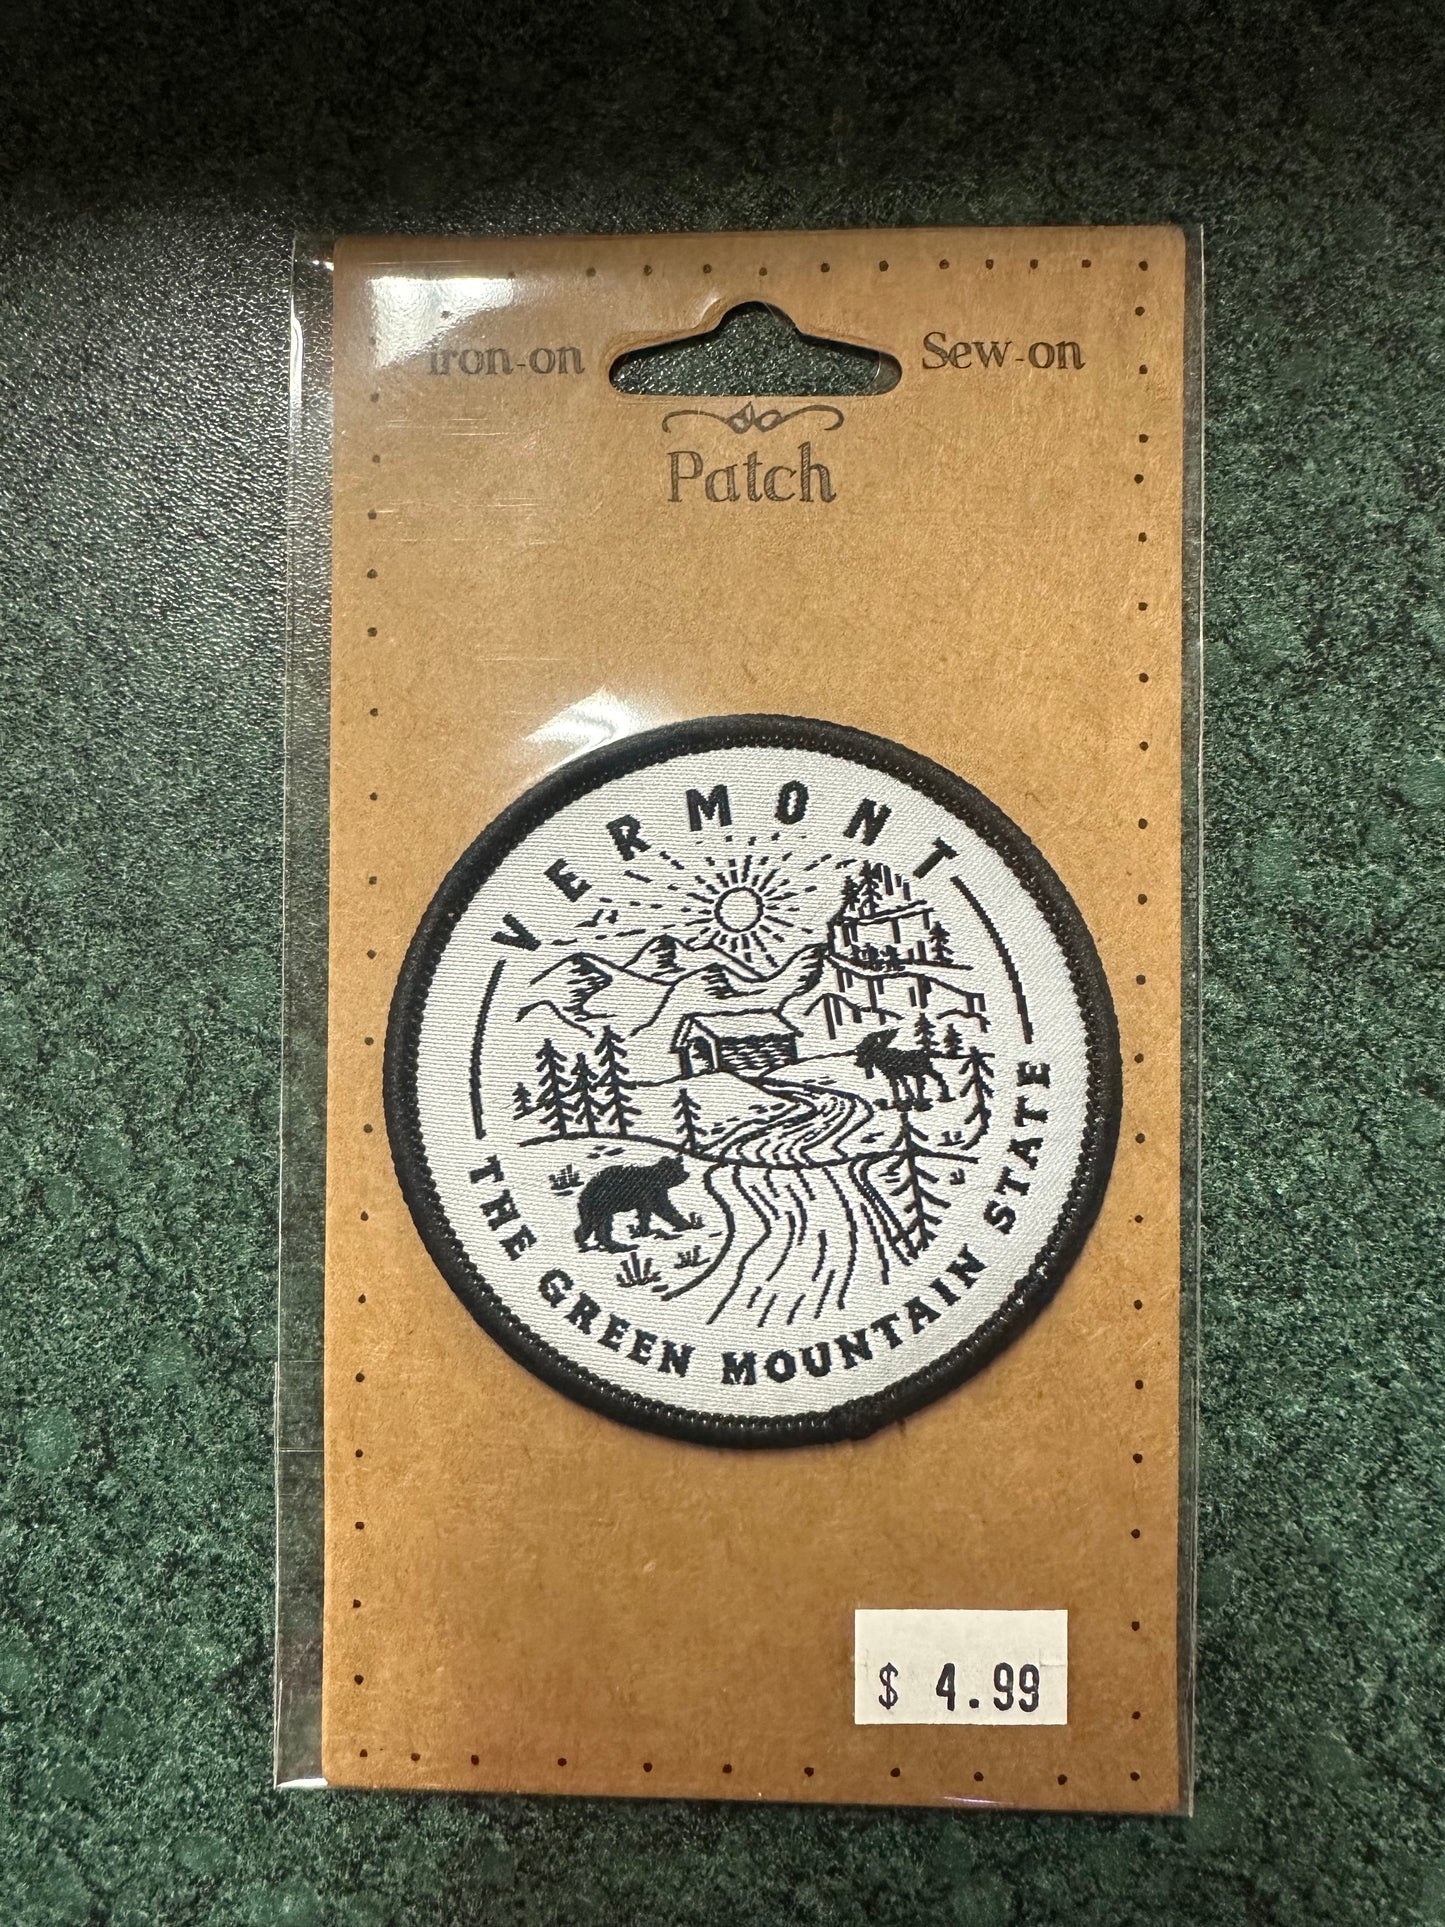 Iron-on
Sew-on
Patch
VERMONT
THE GREEN MOUNTAIN STATE
$ 4.99